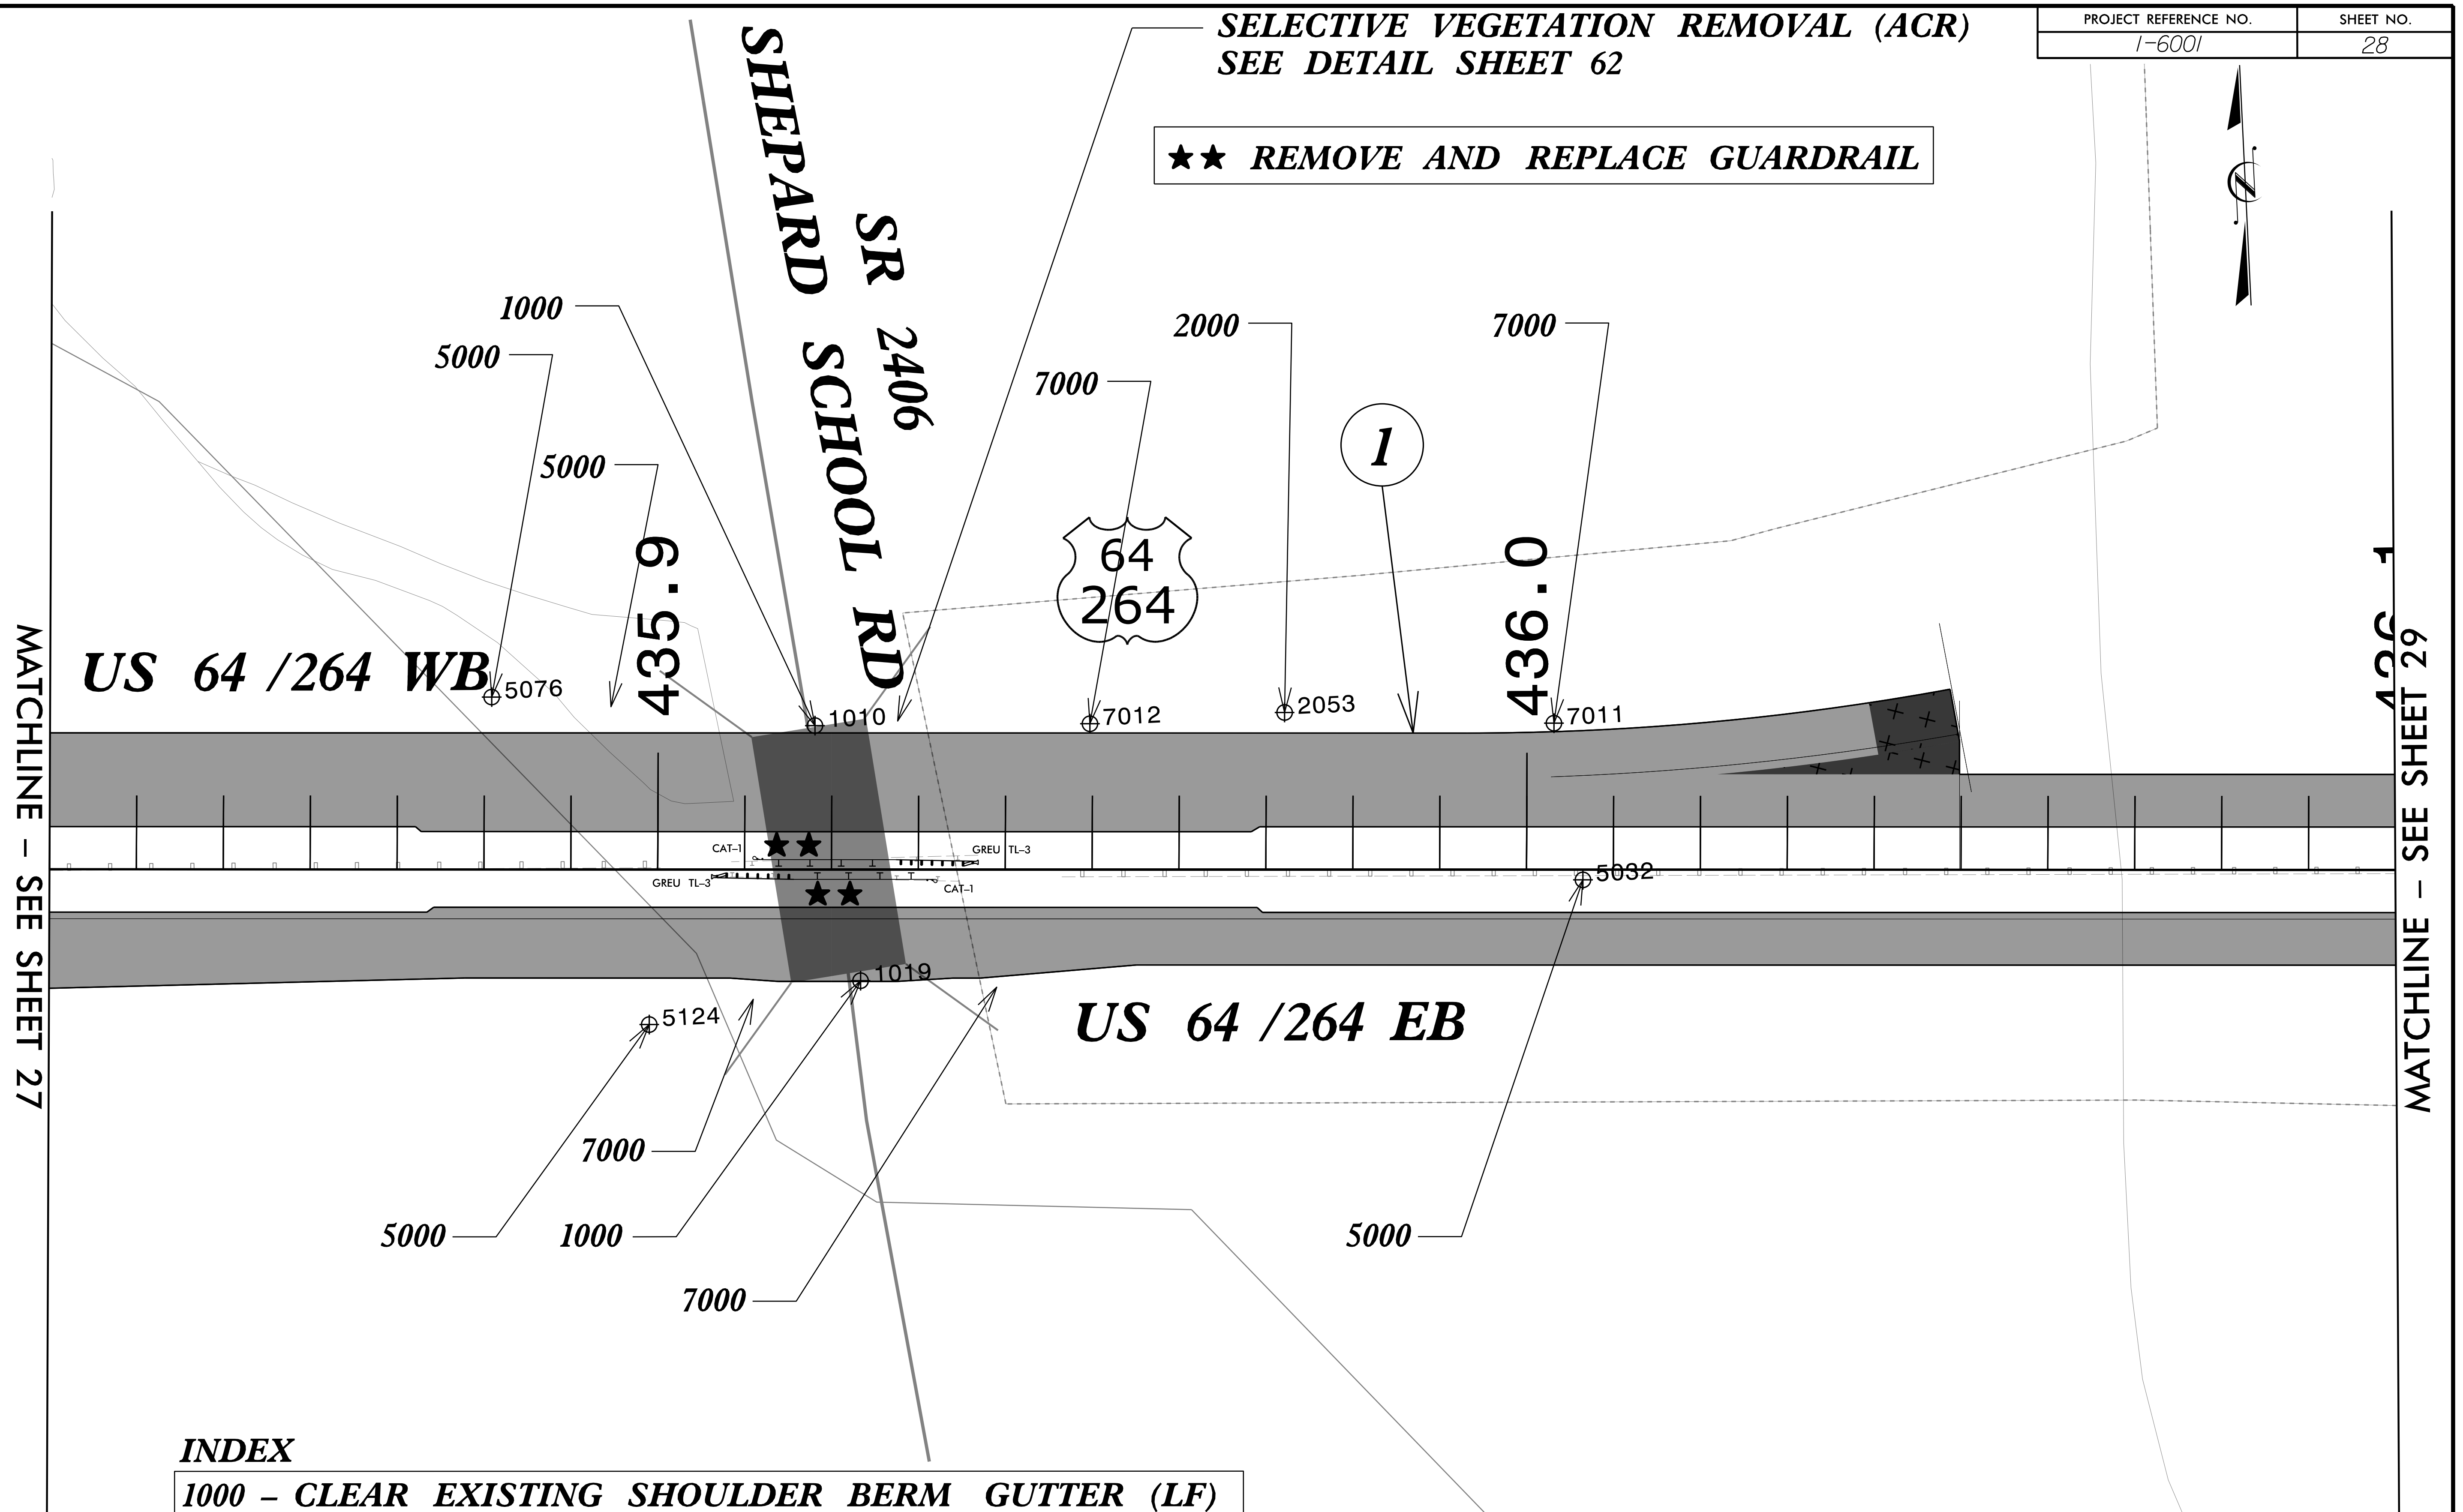 SELECTIVE VEGETATION REMOVAL (ACR)
SEE DETAIL SHEET 62
PROJECT REFERENCE NO.
SHEET NO.
I-6001
28
★★ REMOVE AND REPLACE GUARDRAIL
N
SHEPARD SCHOOL RD
SR 2406
1000
5000
5000
2000
7000
7000
1
64
264
435.9
436.0
436.1
US 64 /264 WB
5076
1010
7012
2053
7011
MATCHLINE – SEE SHEET 27
MATCHLINE – SEE SHEET 29
CAT-1
GREU TL-3
GREU TL-3
CAT-1
5032
1019
5124
US 64 /264 EB
7000
5000
1000
5000
7000
INDEX
1000 – CLEAR EXISTING SHOULDER BERM GUTTER (LF)